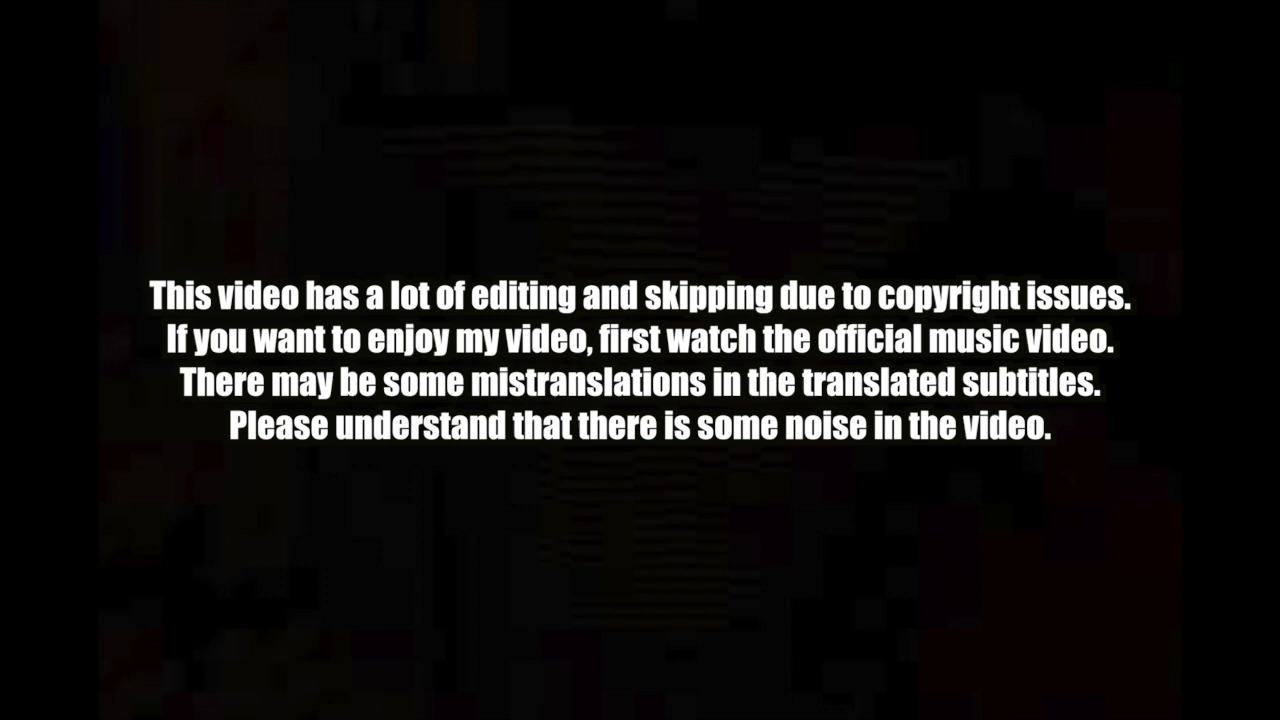 This video has a lot of editing and skipping due to copyright issues.
If you want to enjoy my video, first watch the official music video.
There may be some mistranslations in the translated subtitles.
Please understand that there is some noise in the video.